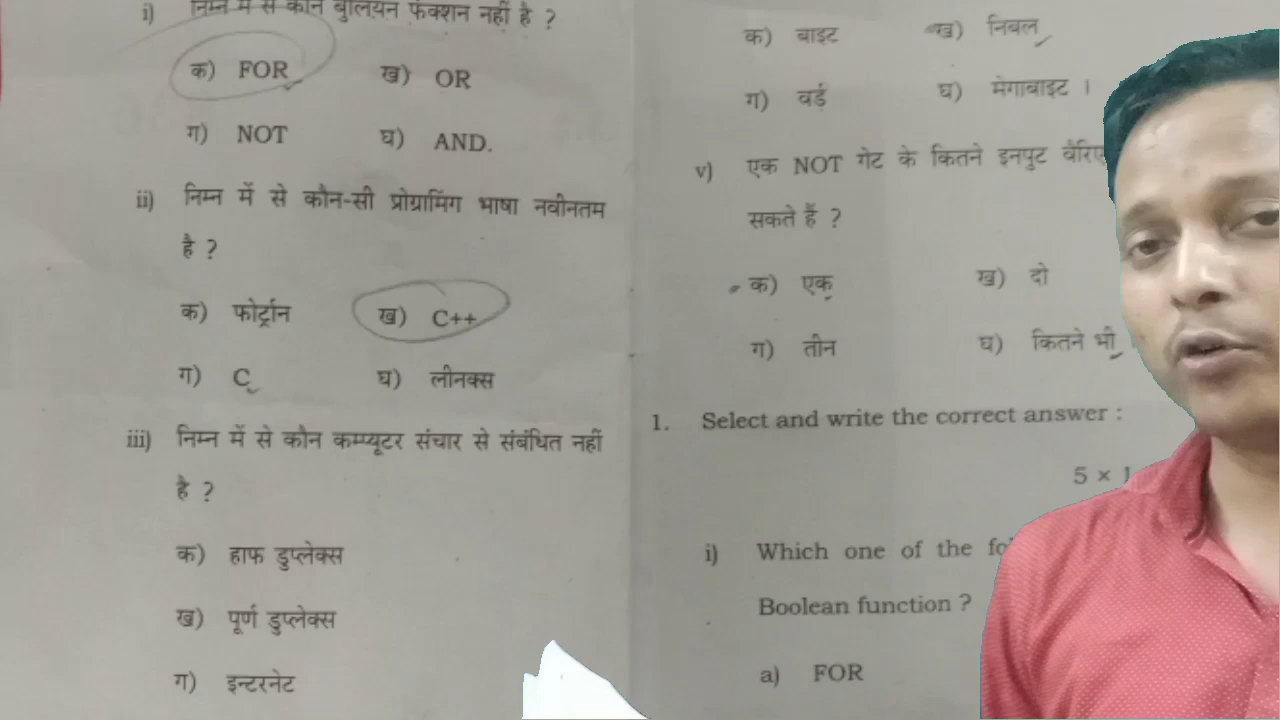 i) निम्न में से कौन बुलियन फंक्शन नहीं है ?
क) FOR ख) OR
ग) NOT घ) AND.
ii) निम्न में से कौन-सी प्रोग्रामिंग भाषा नवीनतम
है ?
क) फोर्ट्रान ख) C++
ग) C घ) लीनक्स
iii) निम्न में से कौन कम्प्यूटर संचार से संबंधित नहीं
है ?
क) हाफ डुप्लेक्स
ख) पूर्ण डुप्लेक्स
ग) इन्टरनेट
क) बाइट ख) निबल
ग) वर्ड घ) मेगाबाइट ।
v) एक NOT गेट के कितने इनपुट
सकते हैं ?
क) एक ख) दो
ग) तीन घ) कितने भी
1. Select and write the correct answer :
5 × 1
i) Which one of the
Boolean function ?
a) FOR